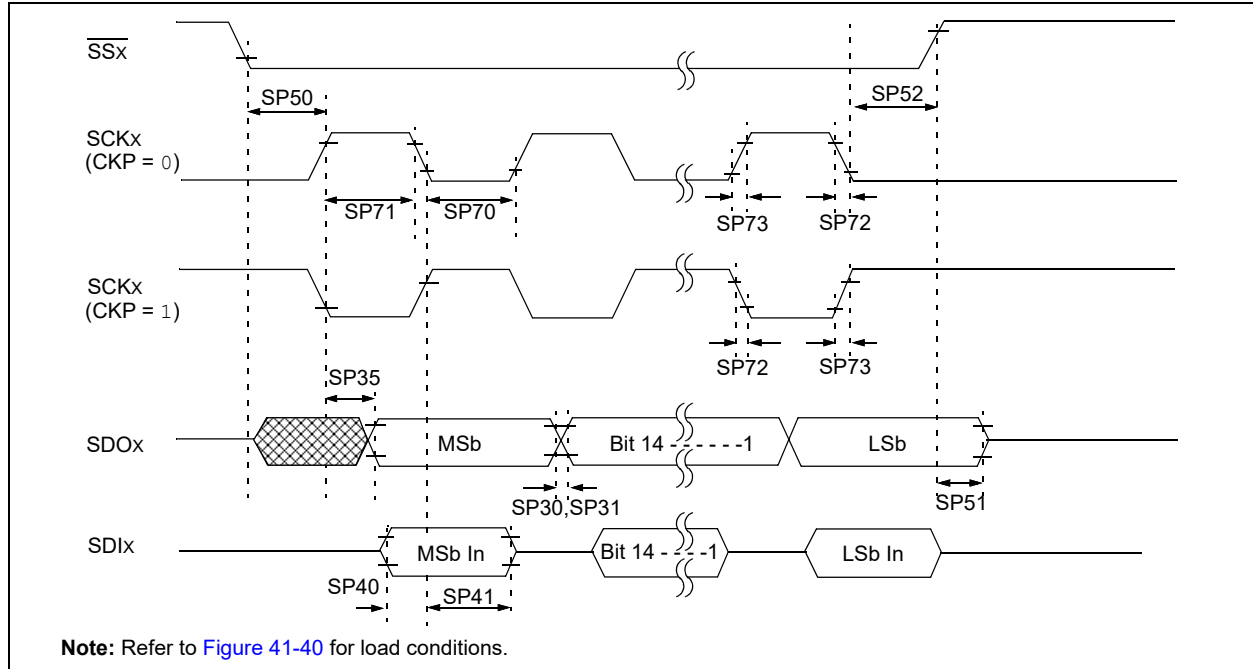 SSx
SP50
SP52
SCKx
(CKP = 0)
SP71
SP70
SP73
SP72
SCKx
(CKP = 1)
SP72
SP73
SP35
SDOx
MSb
Bit 14 - - - - - -1
LSb
SP30,SP31
SP51
SDIx
MSb In
Bit 14 - - - -1
LSb In
SP40
SP41
Note: Refer to Figure 41-40 for load conditions.